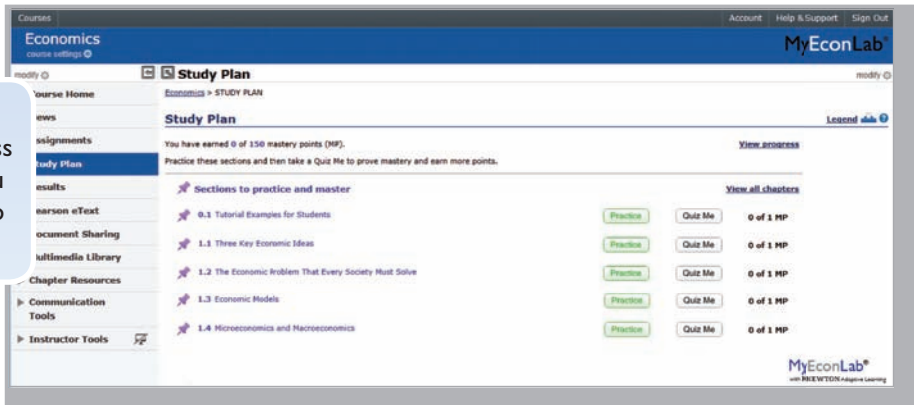 Courses
Account Help & Support Sign Out
Economics
course settings
MyEconLab®
modify
Study Plan
modify
ourse Home
Economics > STUDY PLAN
ews
Study Plan
Legend
ssignments
You have earned 0 of 150 mastery points (MP).
View progress
ss
tudy Plan
Practice these sections and then take a Quiz Me to prove mastery and earn more points.
esults
Sections to practice and master
View all chapters
earson eText
0.1 Tutorial Examples for Students
Practice
Quiz Me
0 of 1 MP
ocument Sharing
1.1 Three Key Economic Ideas
Practice
Quiz Me
0 of 1 MP
ultimedia Library
1.2 The Economic Problem That Every Society Must Solve
Practice
Quiz Me
0 of 1 MP
Chapter Resources
1.3 Economic Models
Practice
Quiz Me
0 of 1 MP
Communication
Tools
1.4 Microeconomics and Macroeconomics
Practice
Quiz Me
0 of 1 MP
Instructor Tools
MyEconLab®
with KNEWTON Adaptive Learning